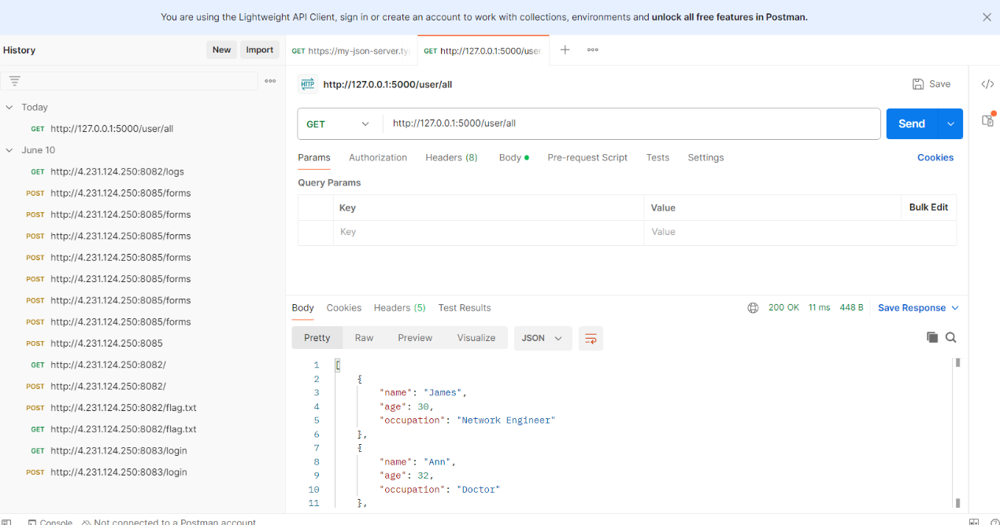 You are using the Lightweight API Client, sign in or create an account to work with collections, environments and unlock all free features in Postman.
History
New
Import
GET https://my-json-server.ty
GET http://127.0.0.1:5000/user
HTTP http://127.0.0.1:5000/user/all
Save
Today
GET http://127.0.0.1:5000/user/all
June 10
GET http://4.231.124.250:8082/logs
POST http://4.231.124.250:8085/forms
POST http://4.231.124.250:8085/forms
POST http://4.231.124.250:8085/forms
POST http://4.231.124.250:8085/forms
POST http://4.231.124.250:8085/forms
POST http://4.231.124.250:8085/forms
POST http://4.231.124.250:8085/forms
POST http://4.231.124.250:8085
GET http://4.231.124.250:8082/
POST http://4.231.124.250:8082/
POST http://4.231.124.250:8082/flag.txt
GET http://4.231.124.250:8082/flag.txt
GET http://4.231.124.250:8083/login
POST http://4.231.124.250:8083/login
GET
http://127.0.0.1:5000/user/all
Send
Params Authorization Headers (8) Body Pre-request Script Tests Settings Cookies
Query Params
Key Value Bulk Edit
Key Value
Body Cookies Headers (5) Test Results 200 OK 11 ms 448 B Save Response
Pretty Raw Preview Visualize JSON
1 [
2 {
3 "name": "James",
4 "age": 30,
5 "occupation": "Network Engineer"
6 },
7 {
8 "name": "Ann",
9 "age": 32,
10 "occupation": "Doctor"
11 },
Console Not connected to a Postman account